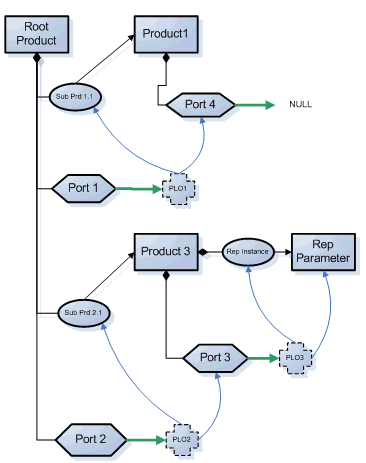 Root
Product
Product1
Sub Prd 1.1
Port 4
NULL
Port 1
PLO1
Product 3
Rep Instance
Rep
Parameter
Sub Prd 2.1
Port 3
PLO3
Port 2
PLO2